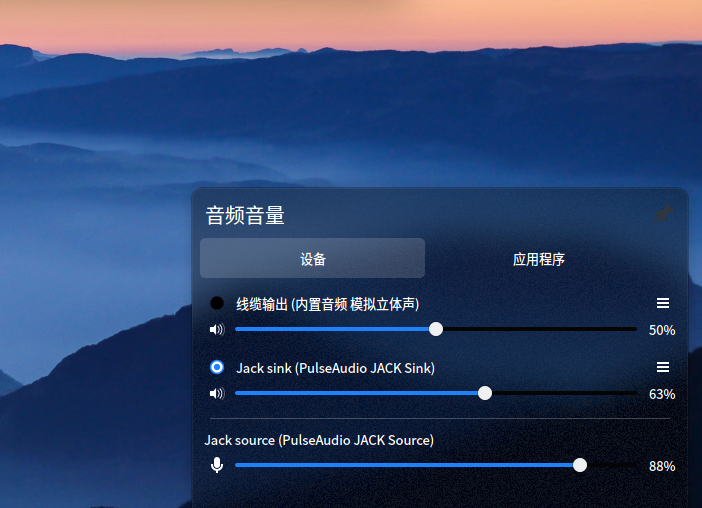 音频音量
设备
应用程序
线缆输出 (内置音频 模拟立体声)
50%
Jack sink (PulseAudio JACK Sink)
63%
Jack source (PulseAudio JACK Source)
88%